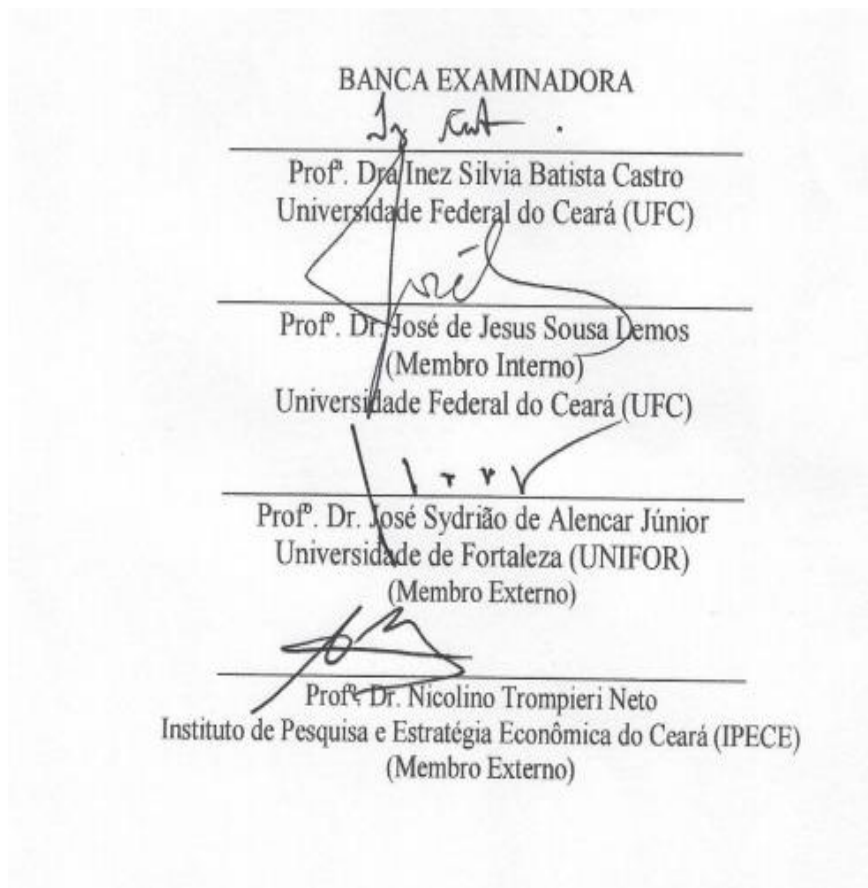 BANCA EXAMINADORA
Profª. Dra Inez Silvia Batista Castro
Universidade Federal do Ceará (UFC)
José
Profº. Dr. José de Jesus Sousa Lemos
(Membro Interno)
Universidade Federal do Ceará (UFC)
Profº. Dr. José Sydrião de Alencar Júnior
Universidade de Fortaleza (UNIFOR)
(Membro Externo)
Profº. Dr. Nicolino Trompieri Neto
Instituto de Pesquisa e Estratégia Econômica do Ceará (IPECE)
(Membro Externo)